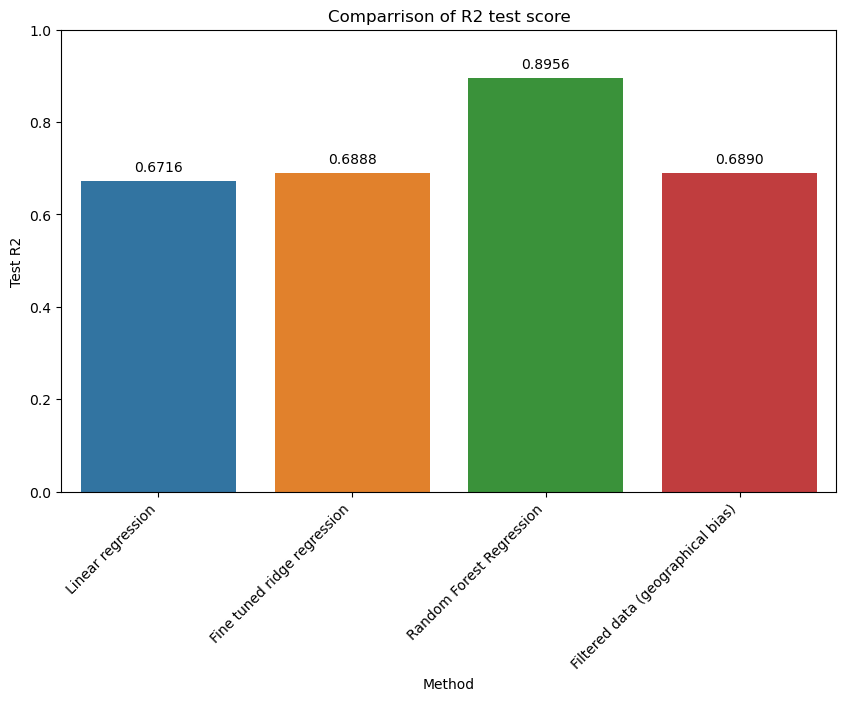 Comparrison of R2 test score
1.0
0.8
0.6
0.4
0.2
0.0
Test R2
0.6716
0.6888
0.8956
0.6890
Linear regression
Fine tuned ridge regression
Random Forest Regression
Filtered data (geographical bias)
Method